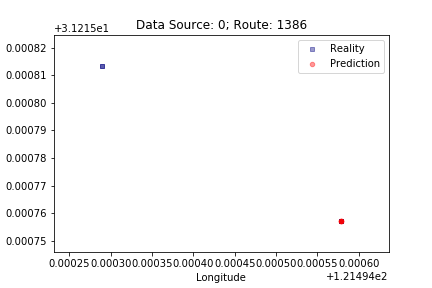 Data Source: 0; Route: 1386
+3.1215e1
Reality
Prediction
0.00082
0.00081
0.00080
0.00079
0.00078
0.00077
0.00076
0.00075
0.00025 0.00030 0.00035 0.00040 0.00045 0.00050 0.00055 0.00060
Longitude
+1.21494e2